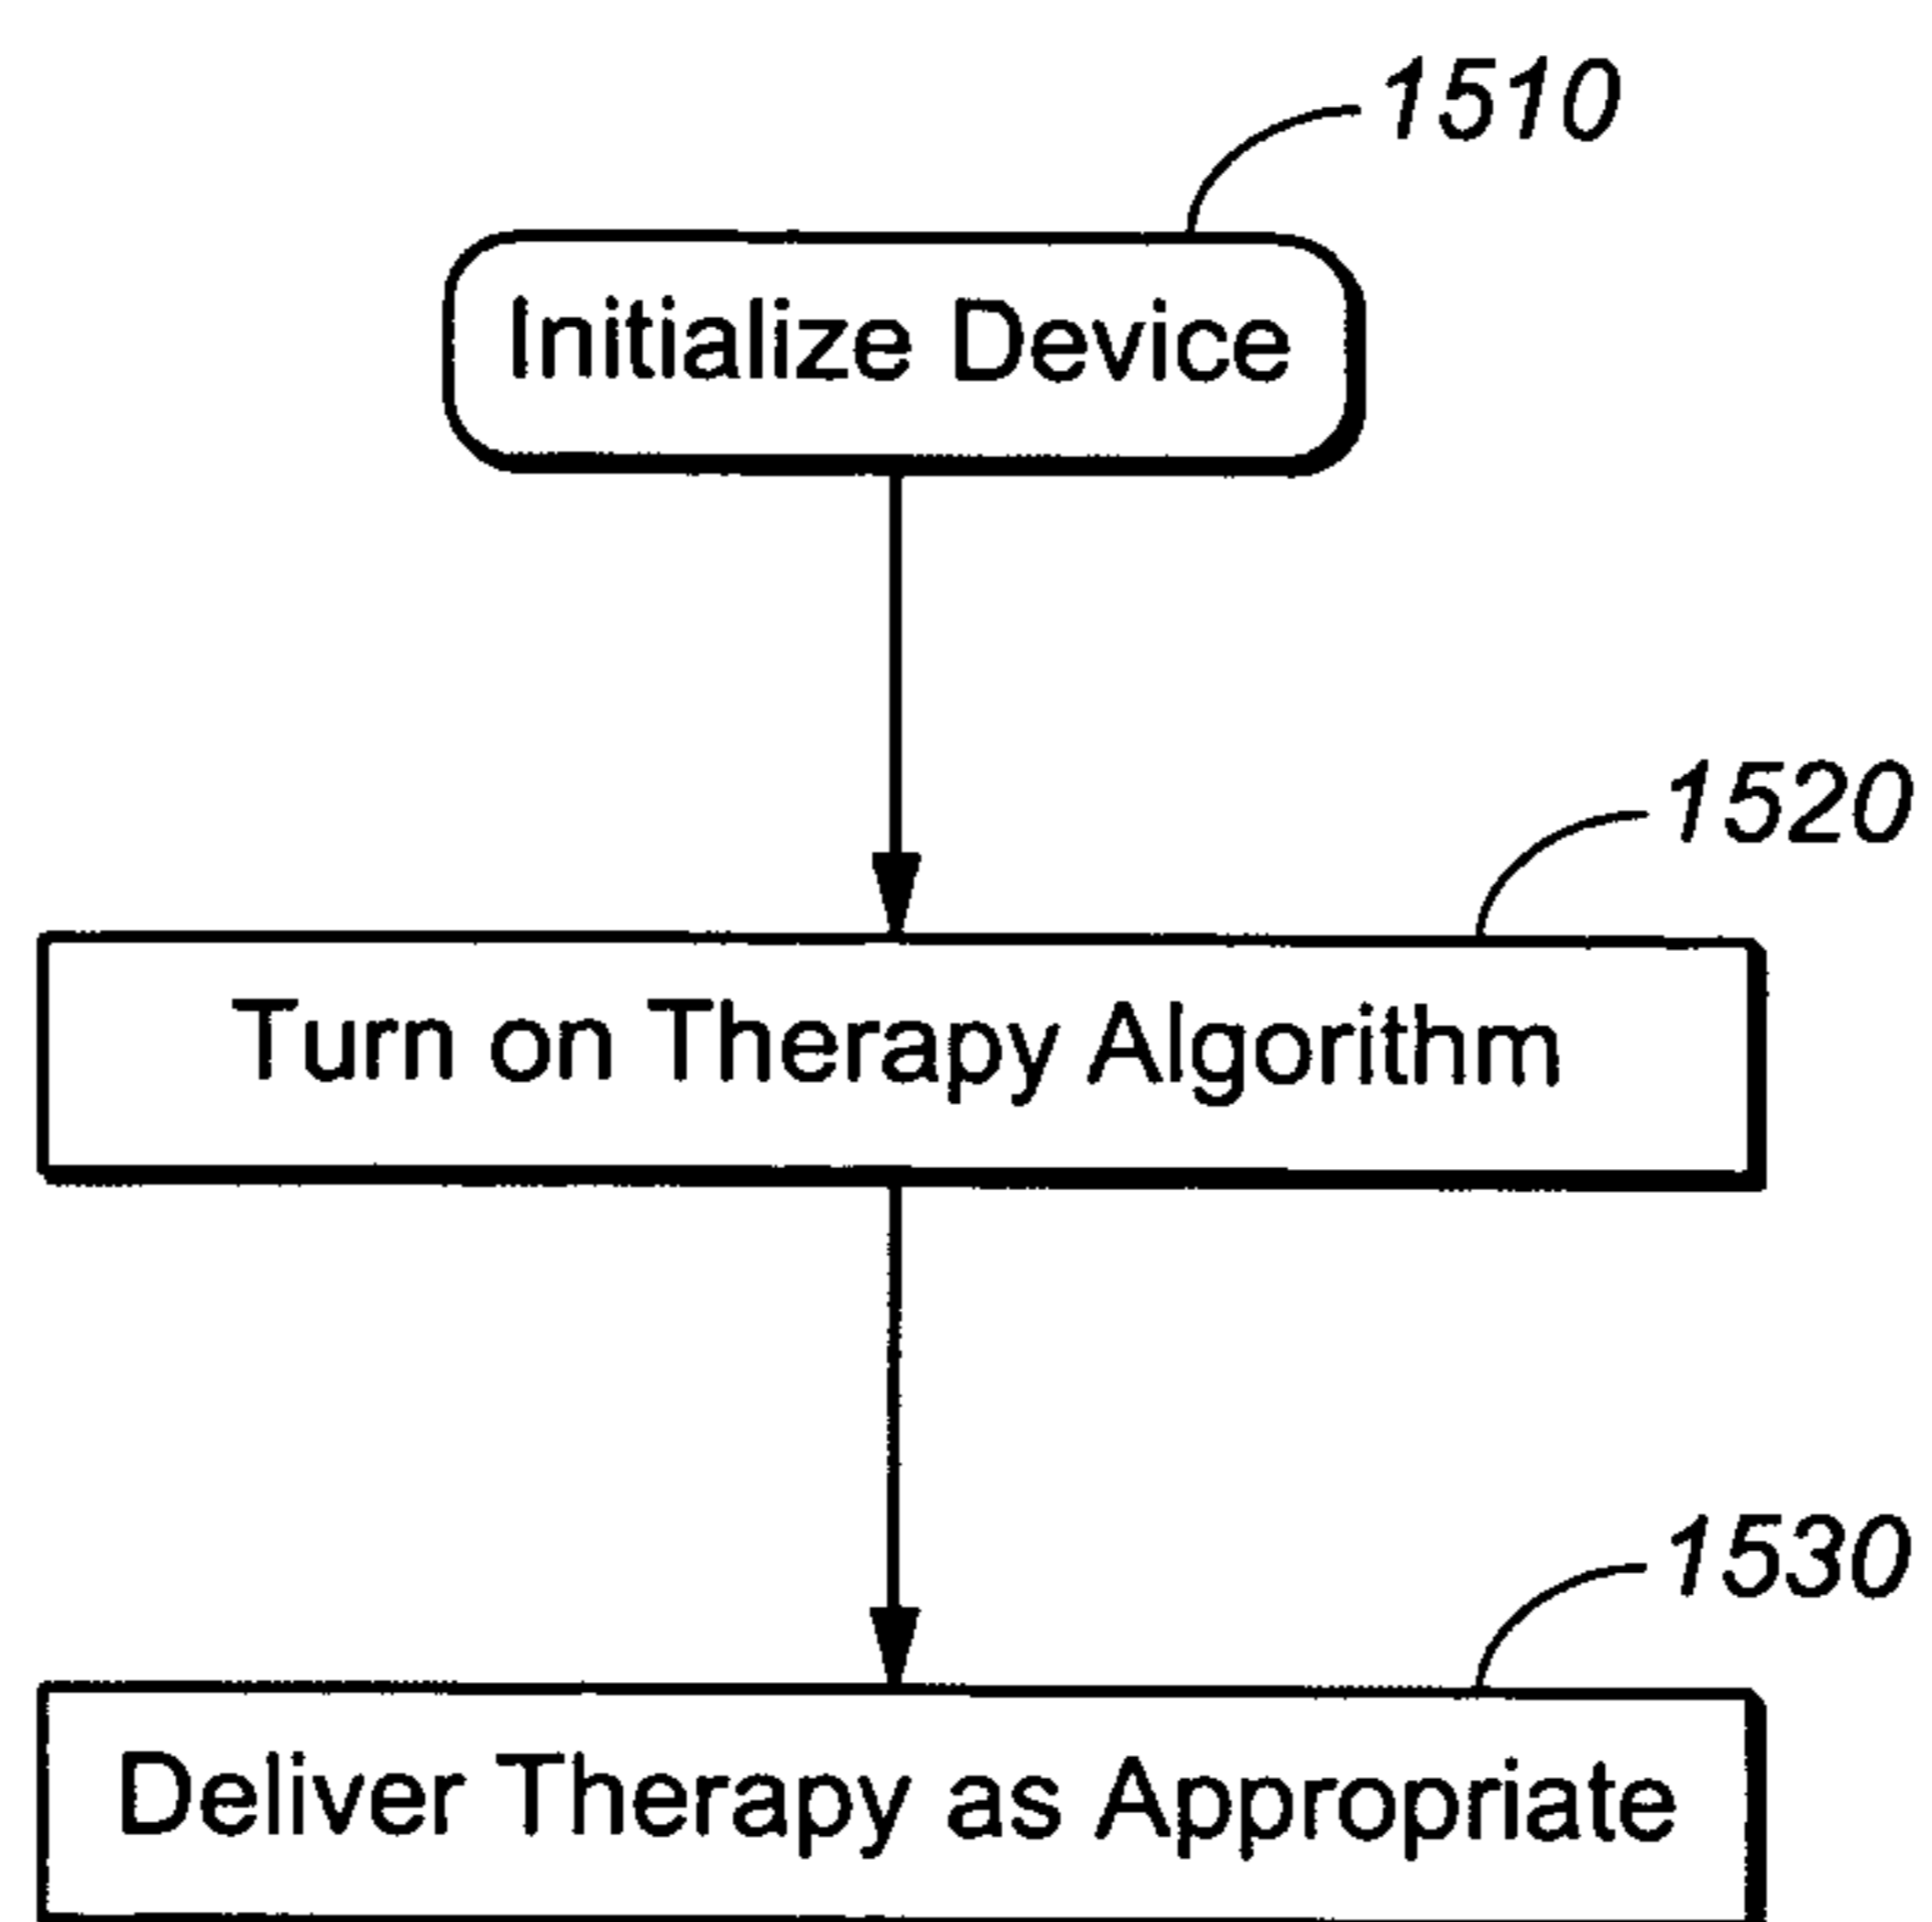 1510
Initialize Device
1520
Turn on Therapy Algorithm
1530
Deliver Therapy as Appropriate